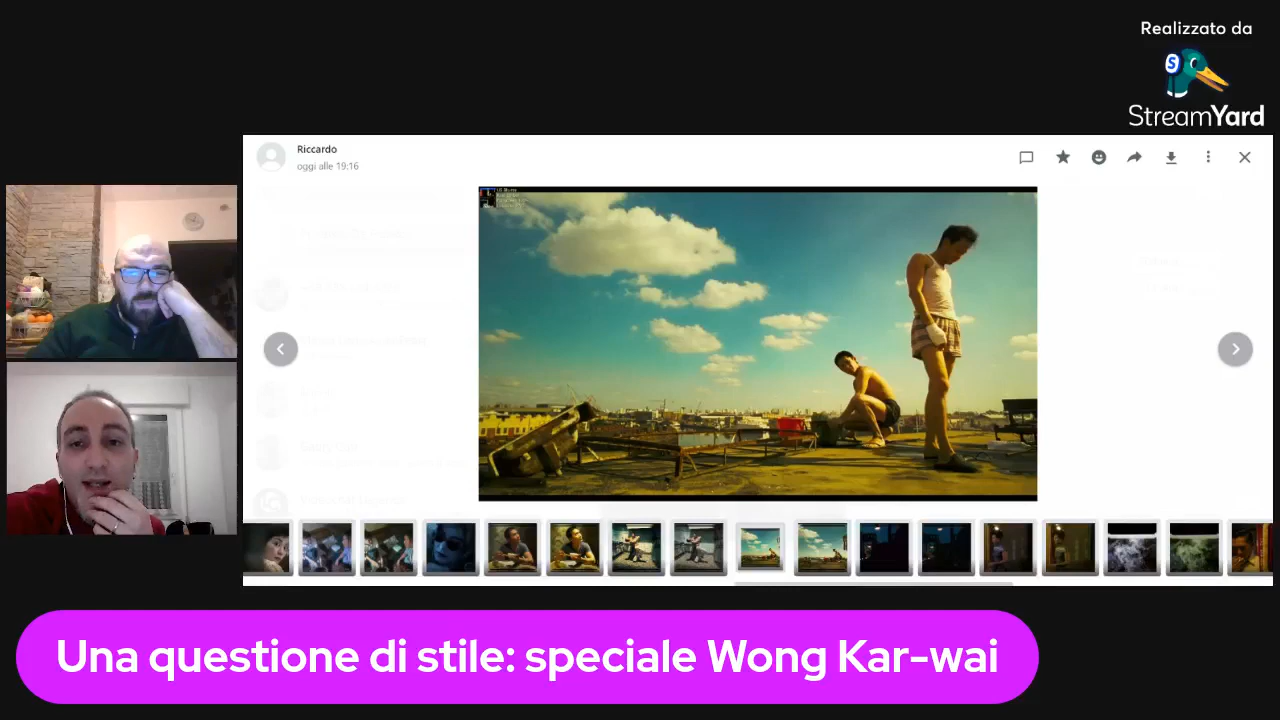 Realizzato da
S
StreamYard
Riccardo
oggi alle 19:16
Una questione di stile: speciale Wong Kar-wai